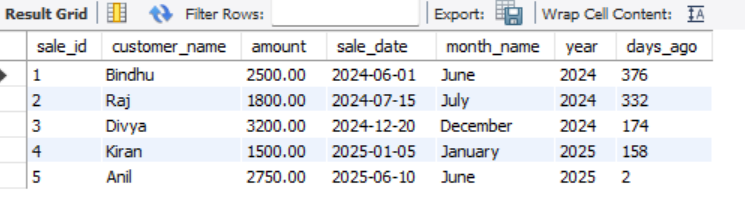 Result Grid Filter Rows: Export: Wrap Cell Content: IA
sale_id customer_name amount sale_date month_name year days_ago
1 Bindhu 2500.00 2024-06-01 June 2024 376
2 Raj 1800.00 2024-07-15 July 2024 332
3 Divya 3200.00 2024-12-20 December 2024 174
4 Kiran 1500.00 2025-01-05 January 2025 158
5 Anil 2750.00 2025-06-10 June 2025 2